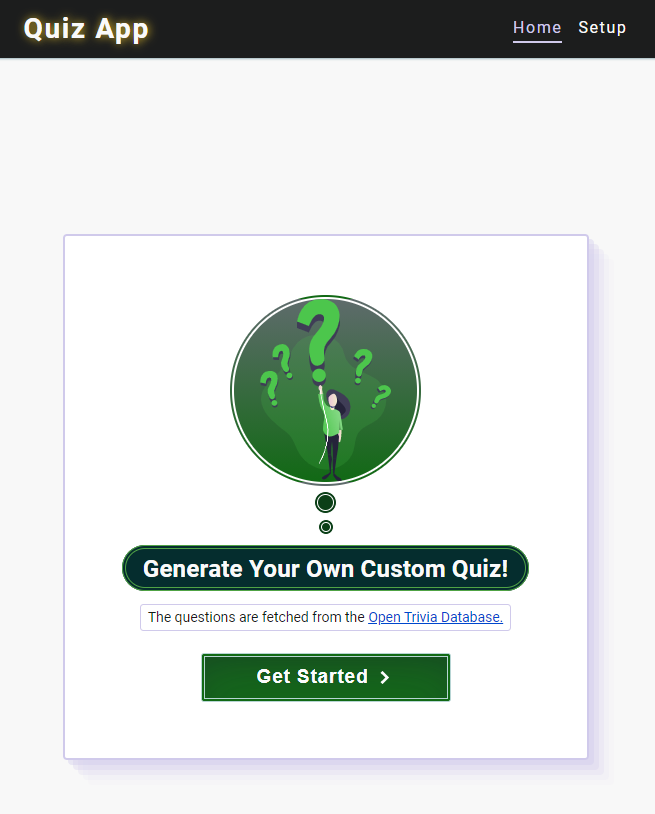 Quiz App
Home Setup
Generate Your Own Custom Quiz!
The questions are fetched from the Open Trivia Database.
Get Started